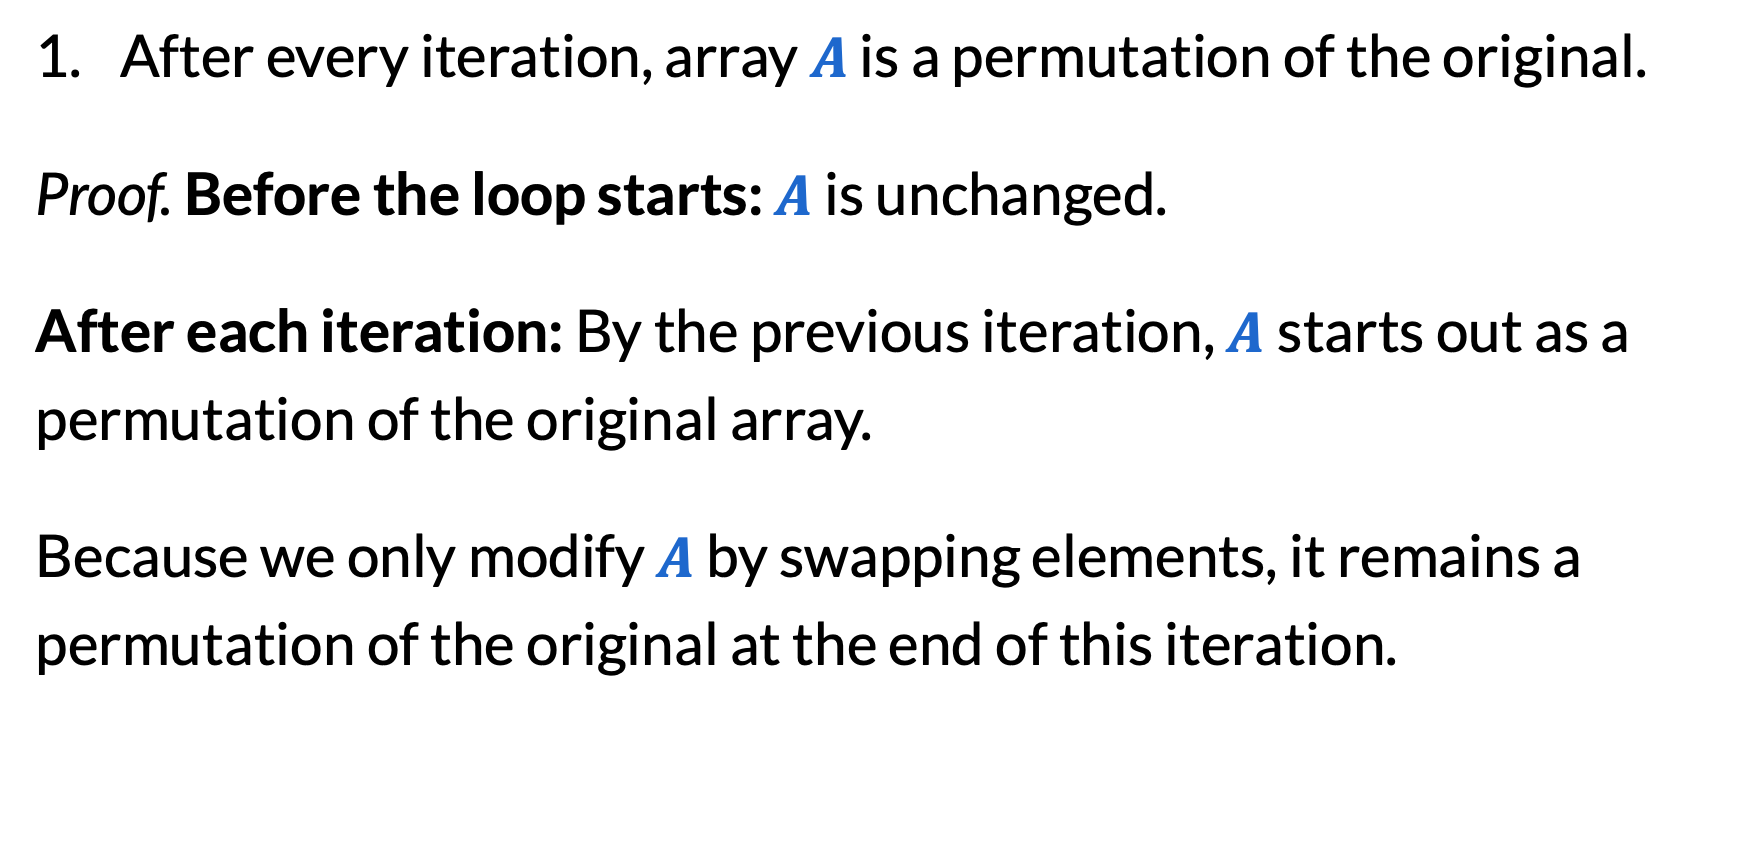 1. After every iteration, array A is a permutation of the original.
Proof. Before the loop starts: A is unchanged.
After each iteration: By the previous iteration, A starts out as a
permutation of the original array.
Because we only modify A by swapping elements, it remains a
permutation of the original at the end of this iteration.